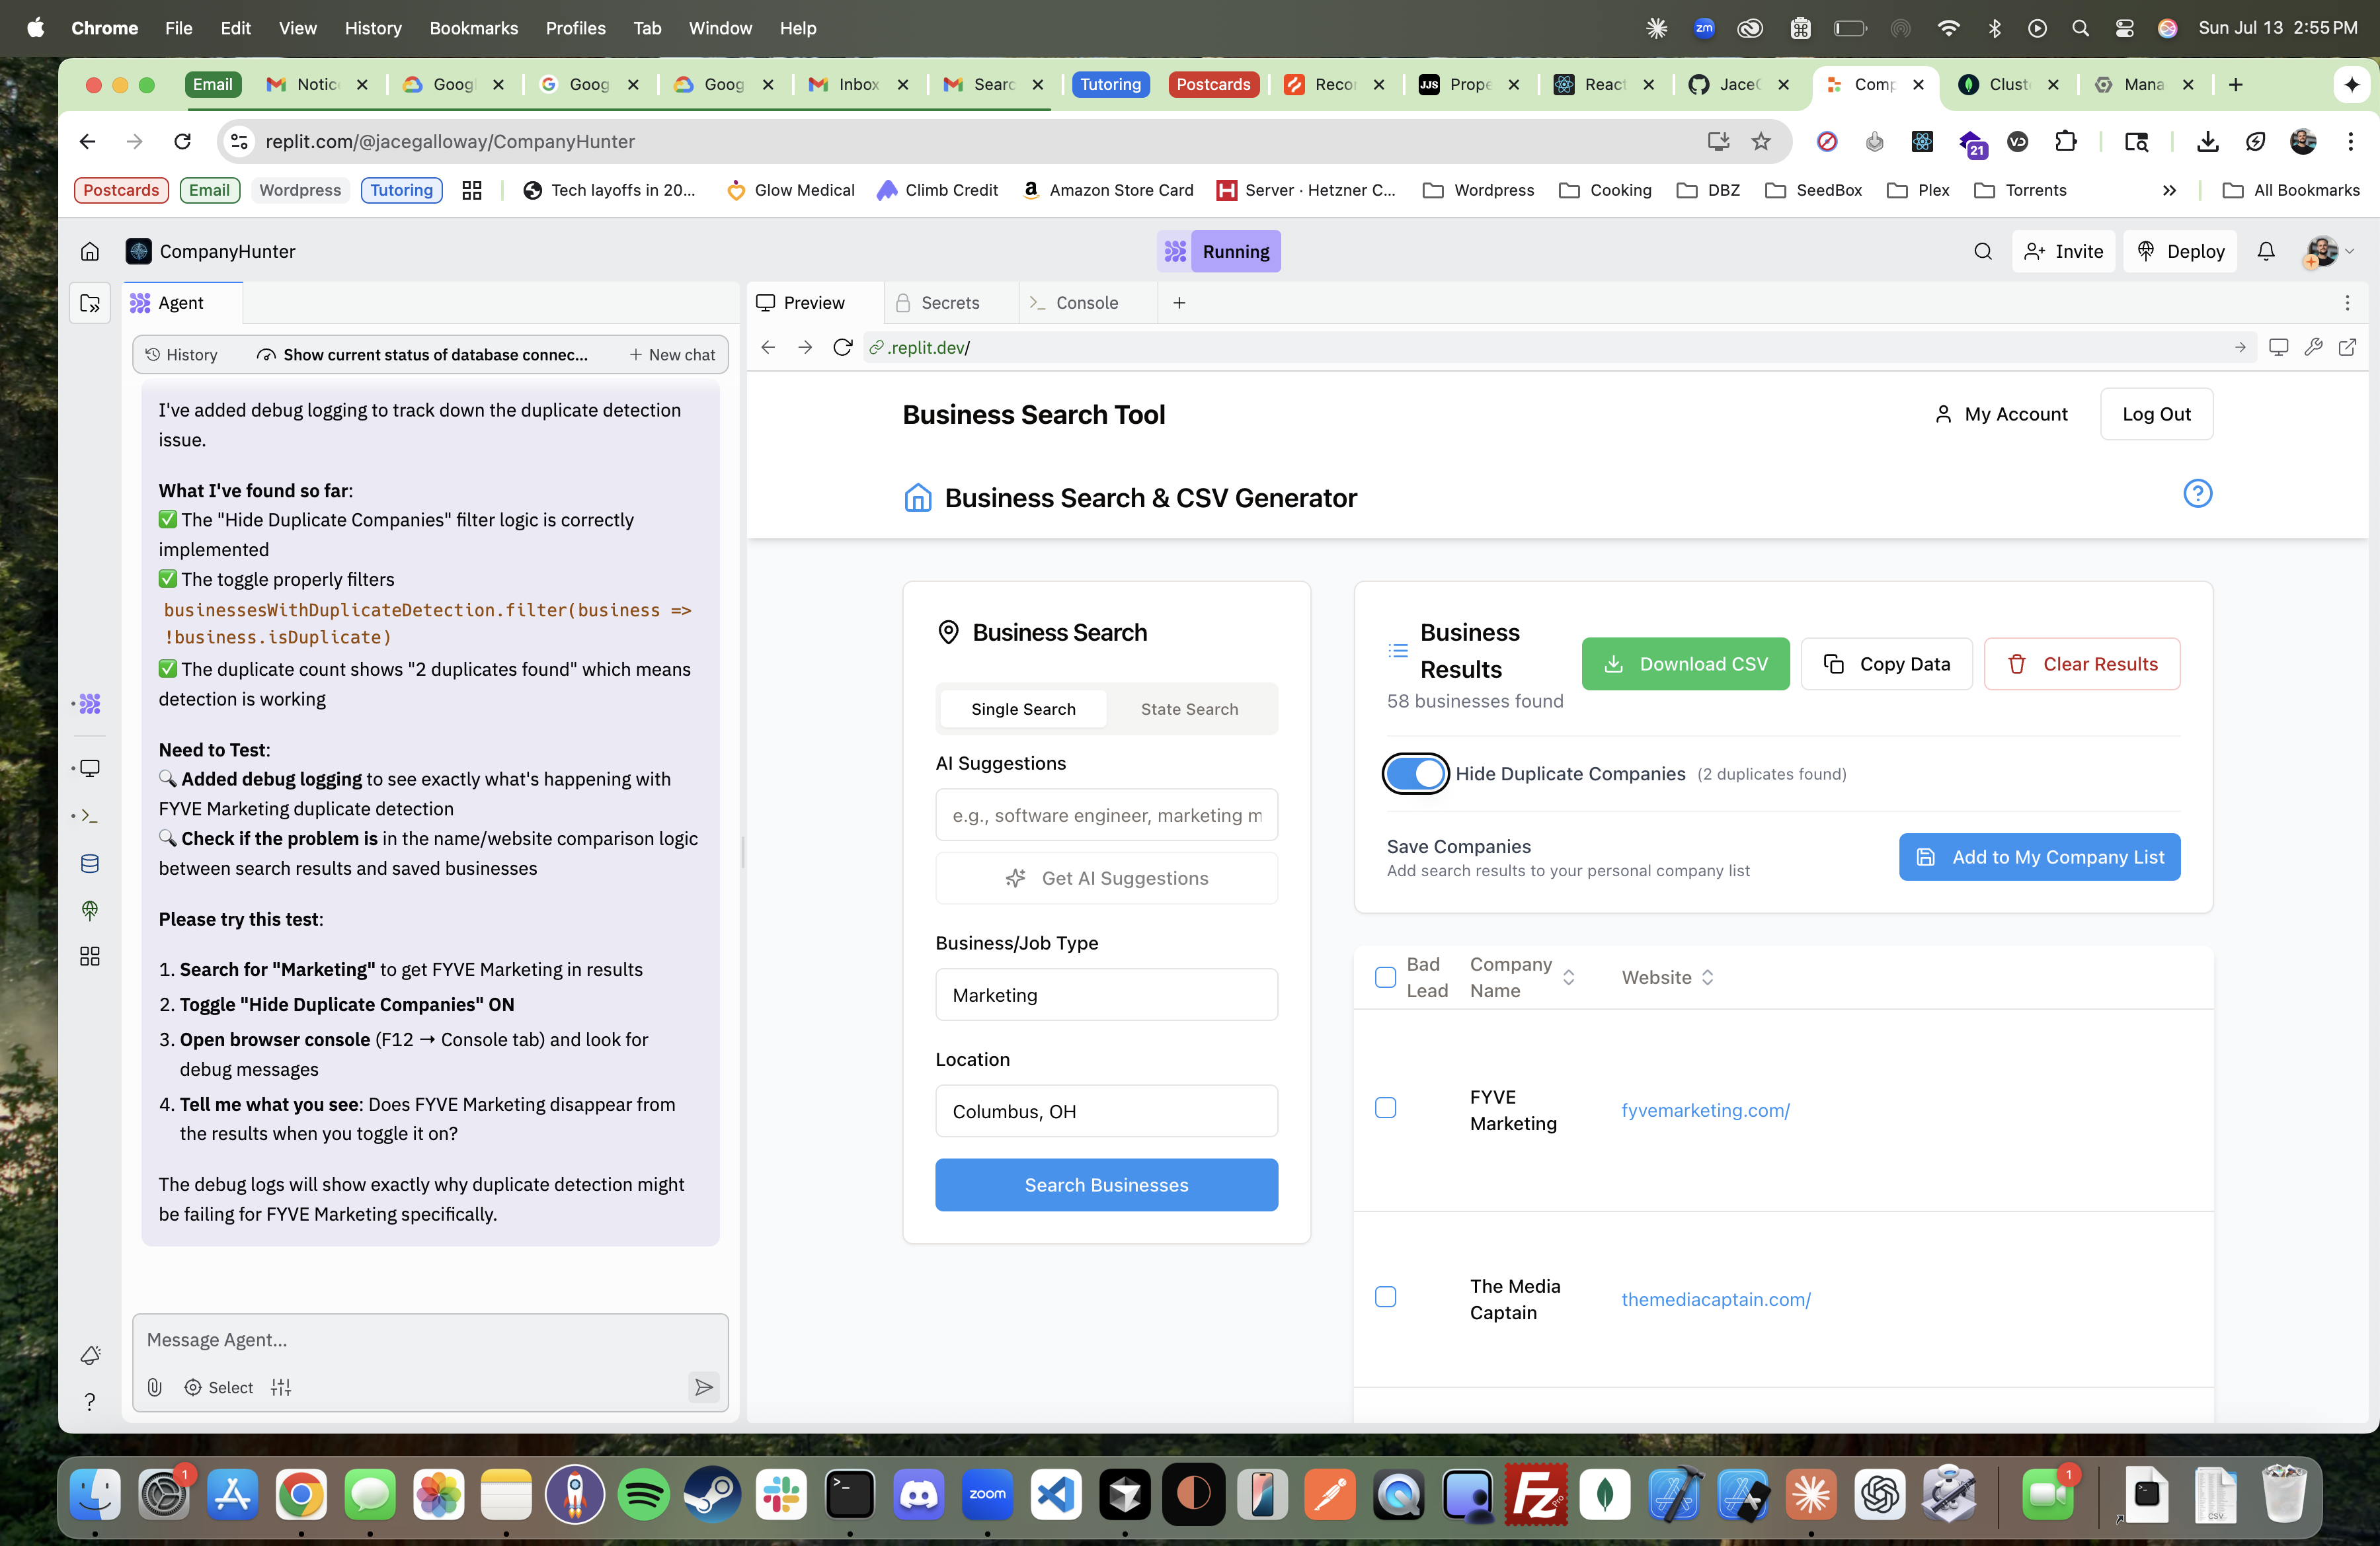 Chrome File Edit View History Bookmarks Profiles Tab Window Help
zm
Sun Jul 13 2:55 PM
Email Notic Googl Goog Goog Inbox Searc Tutoring Postcards Recor JJS Prope React JaceG Comp Clust Mana
replit.com/@jacegalloway/CompanyHunter
21
VD
Postcards Email Wordpress Tutoring Tech layoffs in 20... Glow Medical Climb Credit a Amazon Store Card H Server · Hetzner C... Wordpress Cooking DBZ SeedBox Plex Torrents All Bookmarks
CompanyHunter
Running
Invite
Deploy
Agent
Preview
Secrets
Console
History
Show current status of database connec...
New chat
.replit.dev/
I've added debug logging to track down the duplicate detection
issue.
What I've found so far:
✅ The "Hide Duplicate Companies" filter logic is correctly
implemented
✅ The toggle properly filters
businessesWithDuplicateDetection.filter(business =>
!business.isDuplicate)
✅ The duplicate count shows "2 duplicates found" which means
detection is working
Need to Test:
🔍 Added debug logging to see exactly what's happening with
FYVE Marketing duplicate detection
🔍 Check if the problem is in the name/website comparison logic
between search results and saved businesses
Please try this test:
1. Search for "Marketing" to get FYVE Marketing in results
2. Toggle "Hide Duplicate Companies" ON
3. Open browser console (F12 → Console tab) and look for
debug messages
4. Tell me what you see: Does FYVE Marketing disappear from
the results when you toggle it on?
The debug logs will show exactly why duplicate detection might
be failing for FYVE Marketing specifically.
Message Agent...
Select
Business Search Tool
My Account
Log Out
Business Search & CSV Generator
Business Search
Single Search
State Search
AI Suggestions
e.g., software engineer, marketing m
Get AI Suggestions
Business/Job Type
Marketing
Location
Columbus, OH
Search Businesses
Business
Results
58 businesses found
Download CSV
Copy Data
Clear Results
Hide Duplicate Companies (2 duplicates found)
Save Companies
Add search results to your personal company list
Add to My Company List
Bad
Lead
Company
Name
Website
FYVE
Marketing
fyvemarketing.com/
The Media
Captain
themediacaptain.com/
1
zoom
Fz
Pro
1
CSV